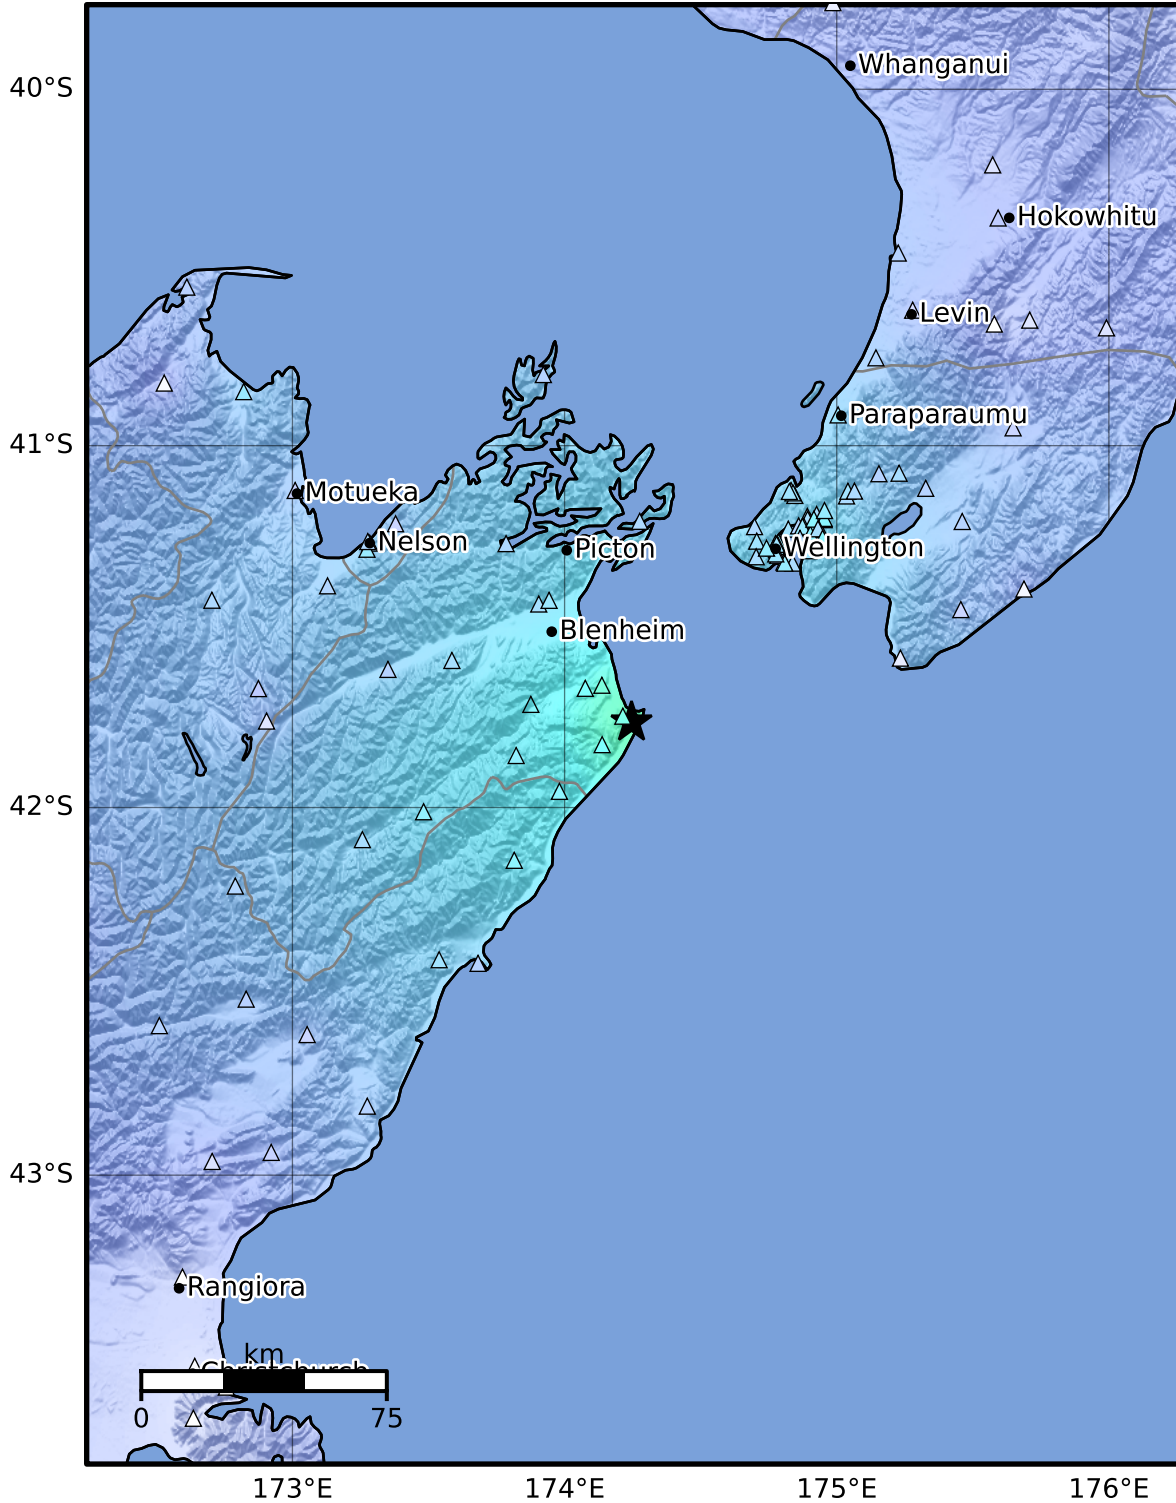 Whanganui
40°S
Hokowhitu
Levin
Paraparaumu
41°S
Motueka
Nelson
Picton
Wellington
Blenheim
42°S
43°S
Rangiora
km
Christchurch
0
75
173°E
174°E
175°E
176°E